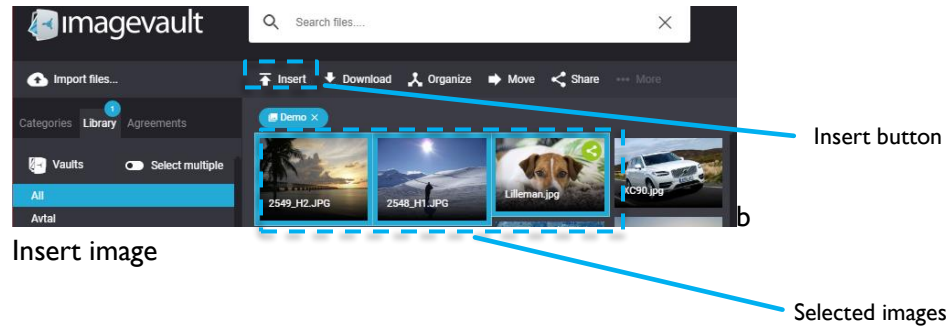 imagevault
Search files....
Import files...
Insert Download Organize Move Share More
Categories Library 1 Agreements
Demo
Vaults Select multiple
All
Avtal
2549_H2.JPG 2548_H1.JPG Lilleman.jpg XC90.jpg
Insert button
b
Insert image
Selected images